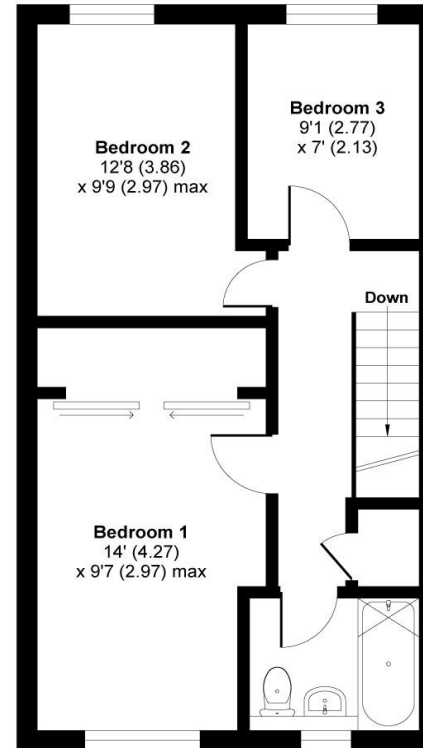 Bedroom 2
12'8 (3.86)
x 9'9 (2.97) max
Bedroom 3
9'1 (2.77)
x 7' (2.13)
Down
Bedroom 1
14' (4.27)
x 9'7 (2.97) max